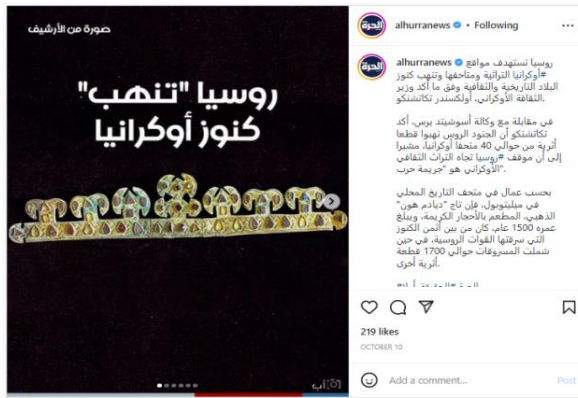 صورة من الأرشيف
روسيا "تنهب"
كنوز أوكرانيا
أب
alhurranews • Following
alhurranews روسيا تستهدف مواقع
#أوكرانيا التراثية ومتاحفها وتنهب كنوز
البلاد التاريخية والثقافية وفق ما أكد وزير
الثقافة الأوكراني، أولكسندر تكاتشنكو.
في مقابلة مع وكالة أسوشيتد برس، أكد
تكاتشنكو أن الجنود الروس نهبوا قطعا
أثرية من حوالي 40 متحفا أوكرانيا، مشيرا
إلى أن موقف #روسيا تجاه التراث الثقافي
الأوكراني هو "جريمة حرب".
بحسب عمال في متحف التاريخ المحلي
في ميليتوبول، فإن تاج "ديادم هون"
الذهبي، المطعم بالأحجار الكريمة، ويبلغ
عمره 1500 عام، كان من بين أثمن الكنوز
التي سرقتها القوات الروسية، في حين
شملت المسروقات حوالي 1700 قطعة
أثرية أخرى.
219 likes
OCTOBER 10
Add a comment...
Post